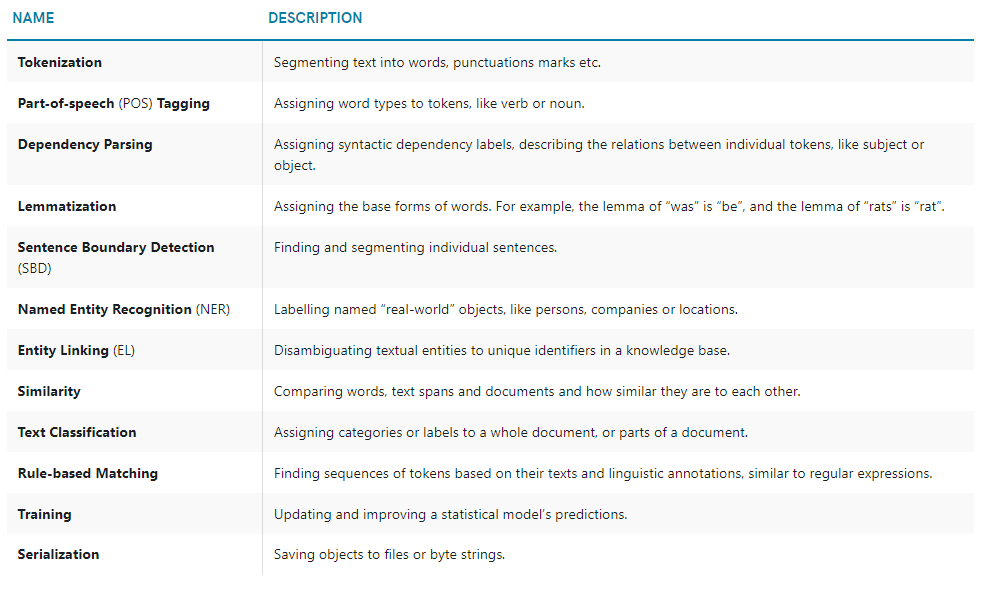 NAME DESCRIPTION
Tokenization Segmenting text into words, punctuations marks etc.
Part-of-speech (POS) Tagging Assigning word types to tokens, like verb or noun.
Dependency Parsing Assigning syntactic dependency labels, describing the relations between individual tokens, like subject or
object.
Lemmatization Assigning the base forms of words. For example, the lemma of “was” is “be”, and the lemma of “rats” is “rat”.
Sentence Boundary Detection Finding and segmenting individual sentences.
(SBD)
Named Entity Recognition (NER) Labelling named “real-world” objects, like persons, companies or locations.
Entity Linking (EL) Disambiguating textual entities to unique identifiers in a knowledge base.
Similarity Comparing words, text spans and documents and how similar they are to each other.
Text Classification Assigning categories or labels to a whole document, or parts of a document.
Rule-based Matching Finding sequences of tokens based on their texts and linguistic annotations, similar to regular expressions.
Training Updating and improving a statistical model’s predictions.
Serialization Saving objects to files or byte strings.